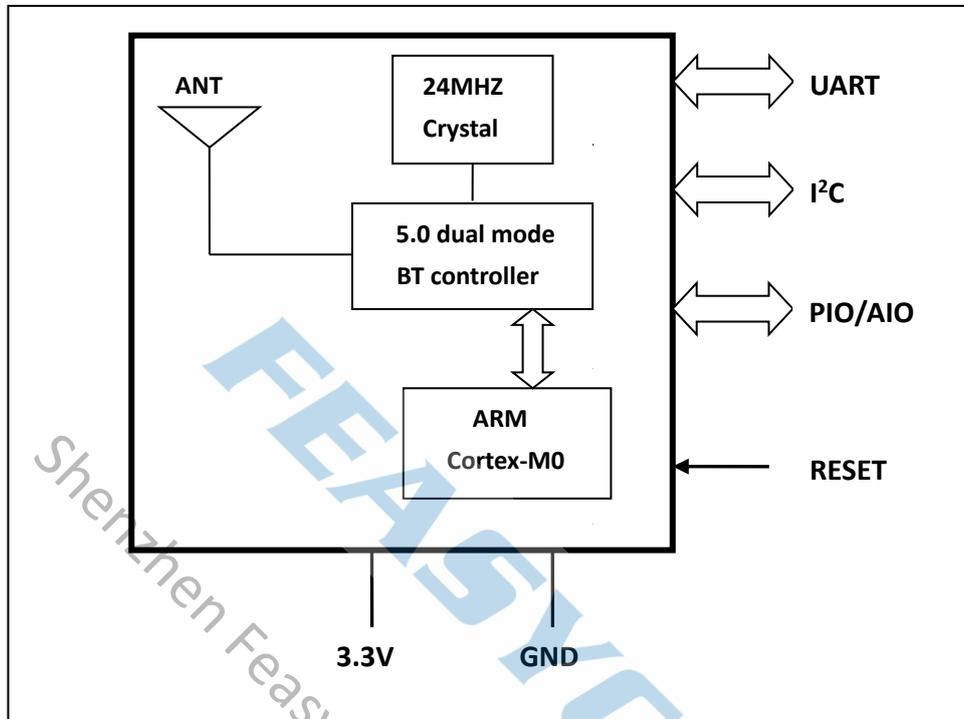 ANT
24MHZ
Crystal
UART
I²C
5.0 dual mode
BT controller
PIO/AIO
ARM
Cortex-M0
RESET
3.3V
GND
Shenzhen Feasy
FEASYC